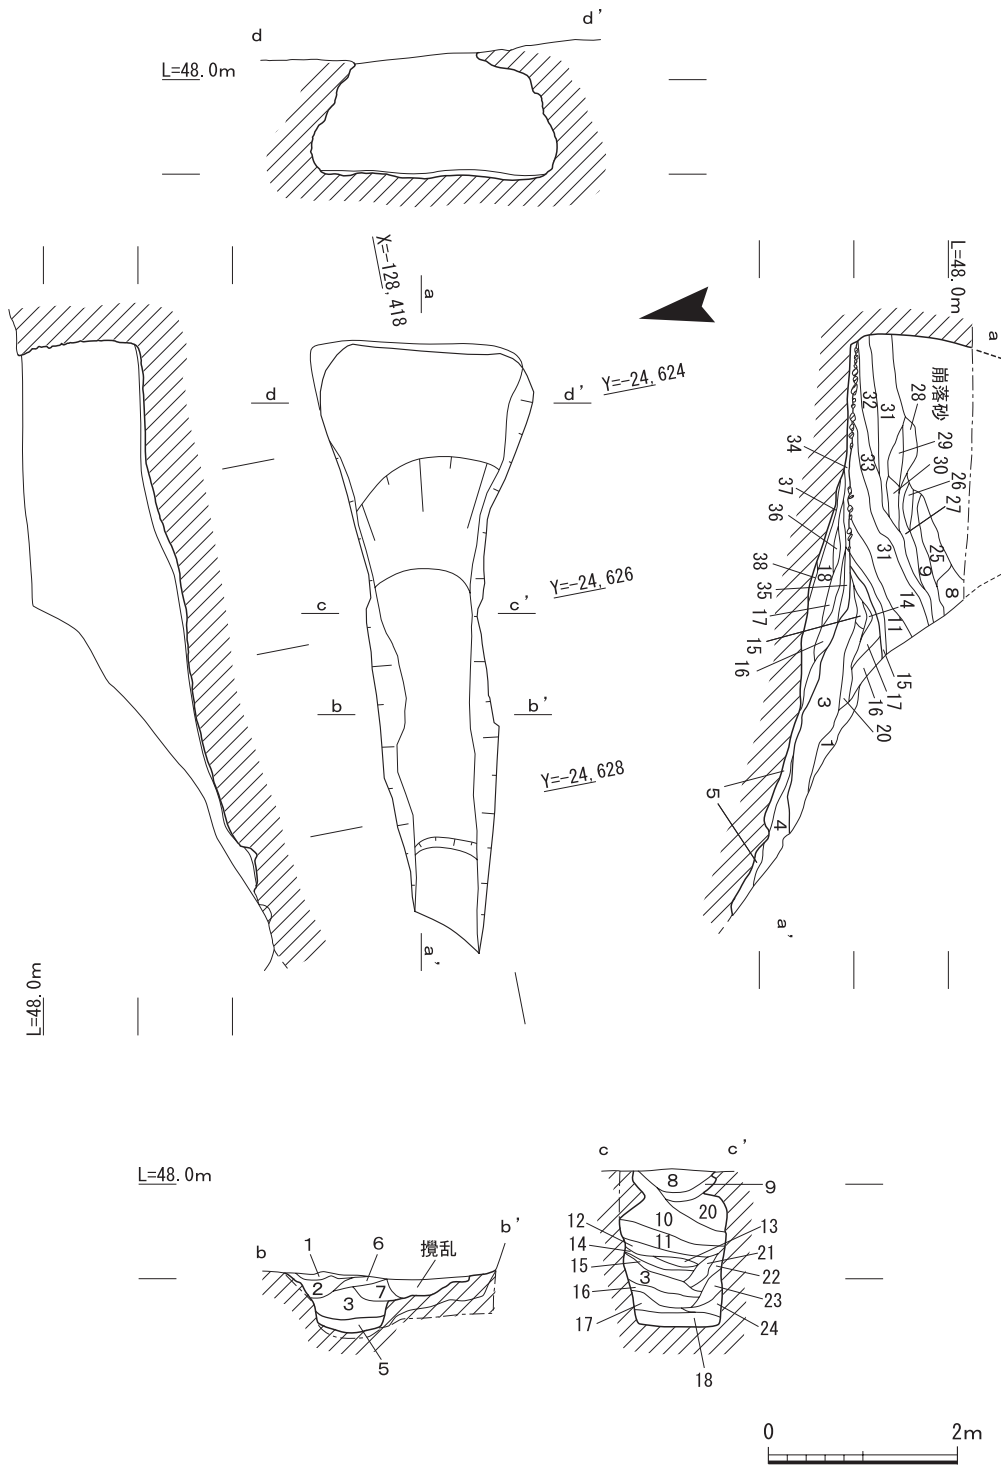 d
d'
L=48.0m
X=-128,418
a
L=48.0m
a
d
d'
Y=-24,624
崩落砂
28
31
32
29
30
26
27
33
34
37
36
38
18
35
31
25
9
8
14
11
17
15
16
15
17
16
20
3
1
5
4
c
c'
Y=-24,626
b
b'
Y=-24,628
a'
a'
L=48.0m
L=48.0m
c
c'
8
9
10
20
12
11
13
14
15
21
3
22
16
23
17
24
18
b
1
6
攪乱
b'
2
7
3
5
0
2m